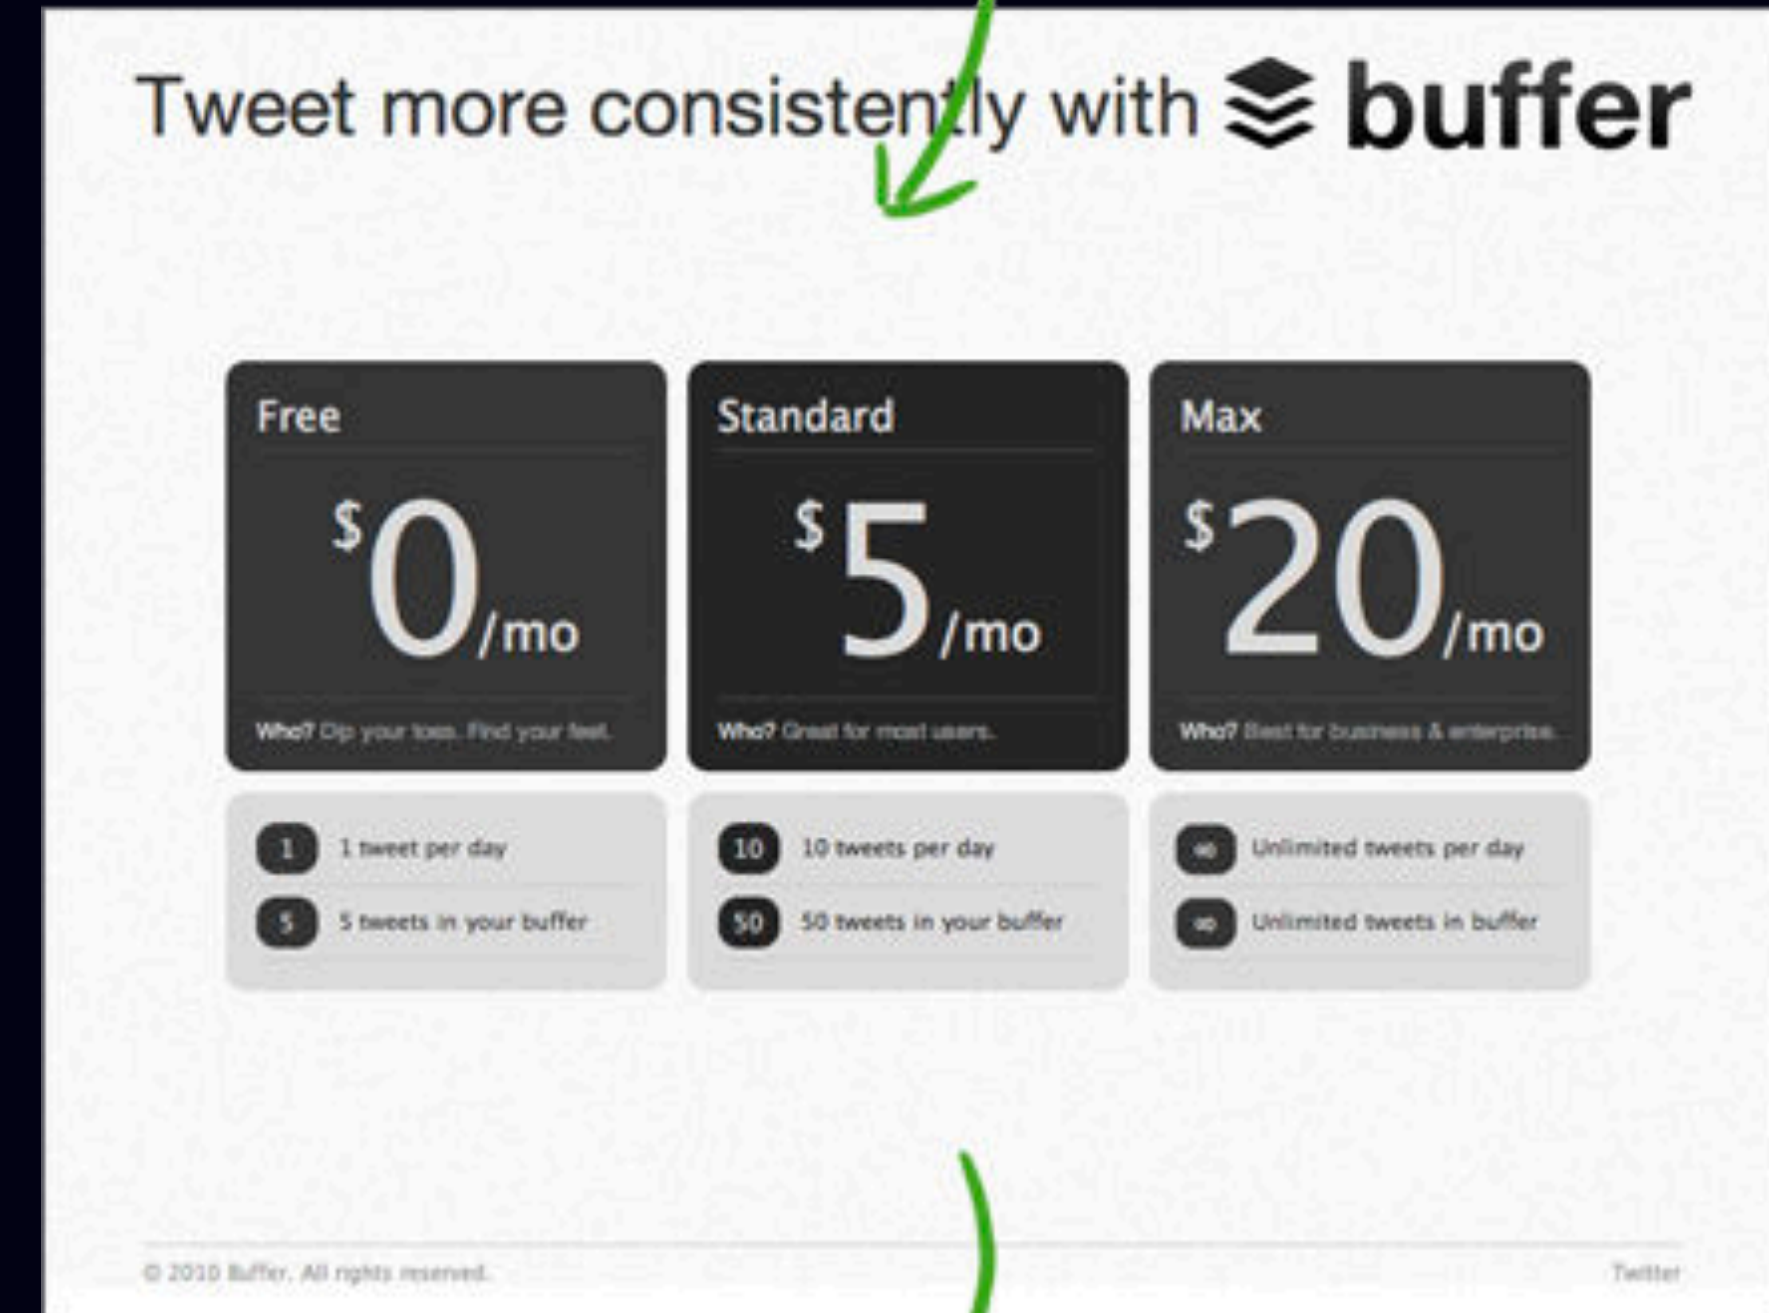 Tweet more consistently with buffer
Free
$0/mo
Who? Dip your toes. Find your feet.
1 1 tweet per day
5 5 tweets in your buffer
Standard
$5/mo
Who? Great for most users.
10 10 tweets per day
50 50 tweets in your buffer
Max
$20/mo
Who? Best for business & enterprise.
∞ Unlimited tweets per day
∞ Unlimited tweets in buffer
© 2010 Buffer. All rights reserved.
Twitter